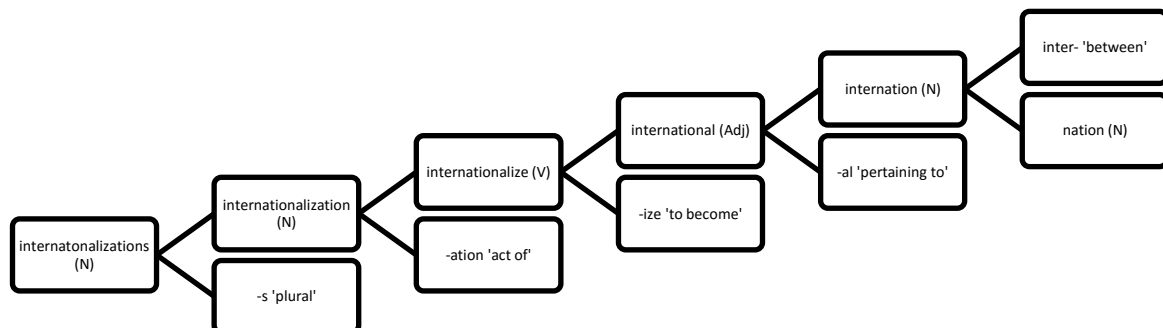 inter- 'between'
internation (N)
nation (N)
international (Adj)
-al 'pertaining to'
internationalize (V)
-ize 'to become'
internationalization
(N)
-ation 'act of'
internatonalizations
(N)
-s 'plural'